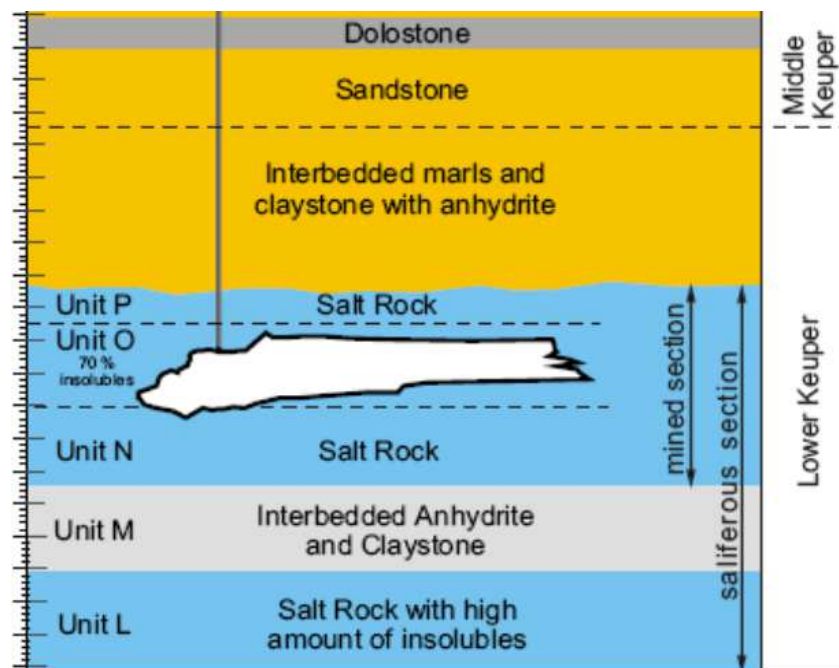 Dolostone
Sandstone
Middle
Keuper
Interbedded marls and
claystone with anhydrite
Unit P
Salt Rock
Unit O
70 %
insolubles
Unit N
Salt Rock
mined section
saliferous section
Lower Keuper
Unit M
Interbedded Anhydrite
and Claystone
Unit L
Salt Rock with high
amount of insolubles